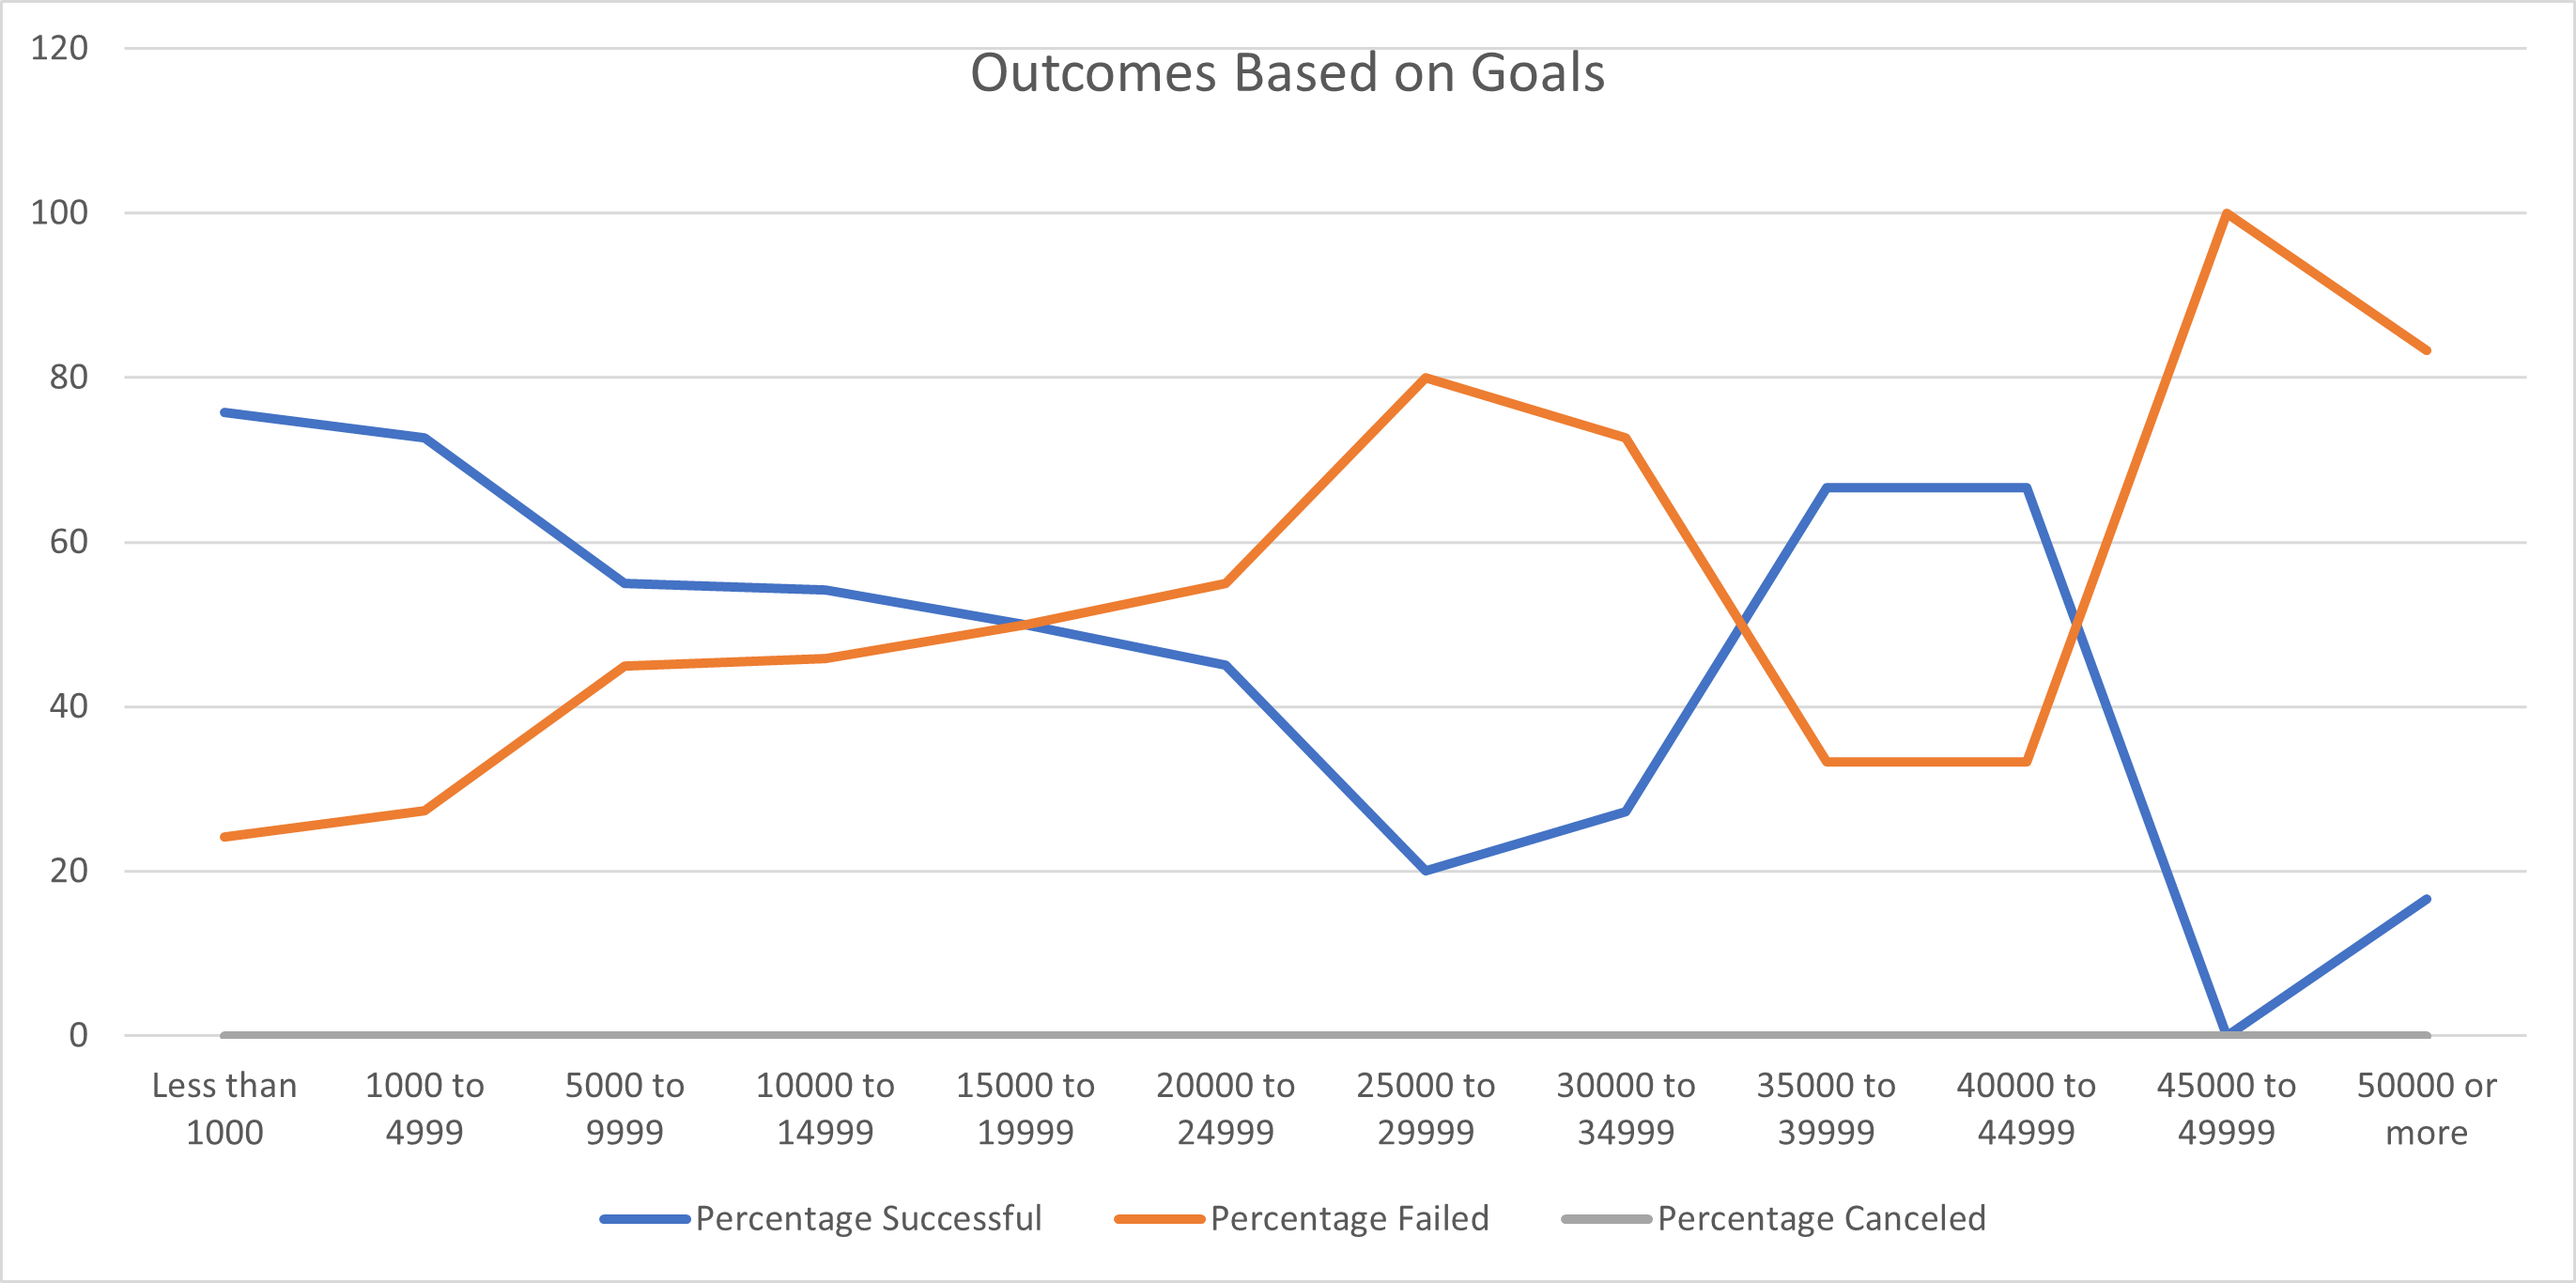 Outcomes Based on Goals
120
100
80
60
40
20
0
Less than 1000 to 5000 to 10000 to 15000 to 20000 to 25000 to 30000 to 35000 to 40000 to 45000 to 50000 or
1000 4999 9999 14999 19999 24999 29999 34999 39999 44999 49999 more
Percentage Successful Percentage Failed Percentage Canceled